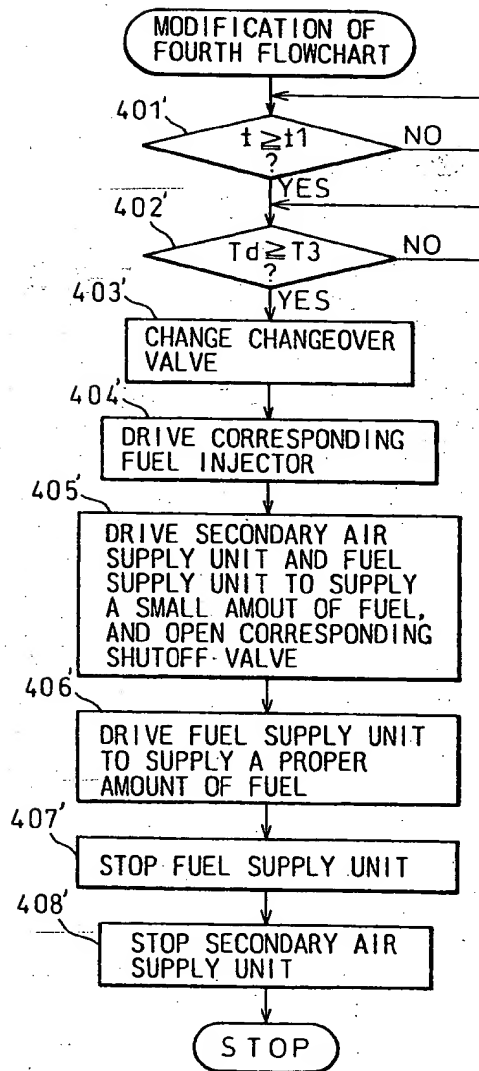 MODIFICATION OF
FOURTH FLOWCHART
401'
t ≧ t1
?
NO
YES
402'
Td ≧ T3
?
NO
YES
403'
CHANGE CHANGEOVER
VALVE
404'
DRIVE CORRESPONDING
FUEL INJECTOR
405'
DRIVE SECONDARY AIR
SUPPLY UNIT AND FUEL
SUPPLY UNIT TO SUPPLY
A SMALL AMOUT OF FUEL,
AND OPEN CORRESPONDING
SHUTOFF VALVE
406'
DRIVE FUEL SUPPLY UNIT
TO SUPPLY A PROPER
AMOUNT OF FUEL
407'
STOP FUEL SUPPLY UNIT
408'
STOP SECONDARY AIR
SUPPLY UNIT
STOP